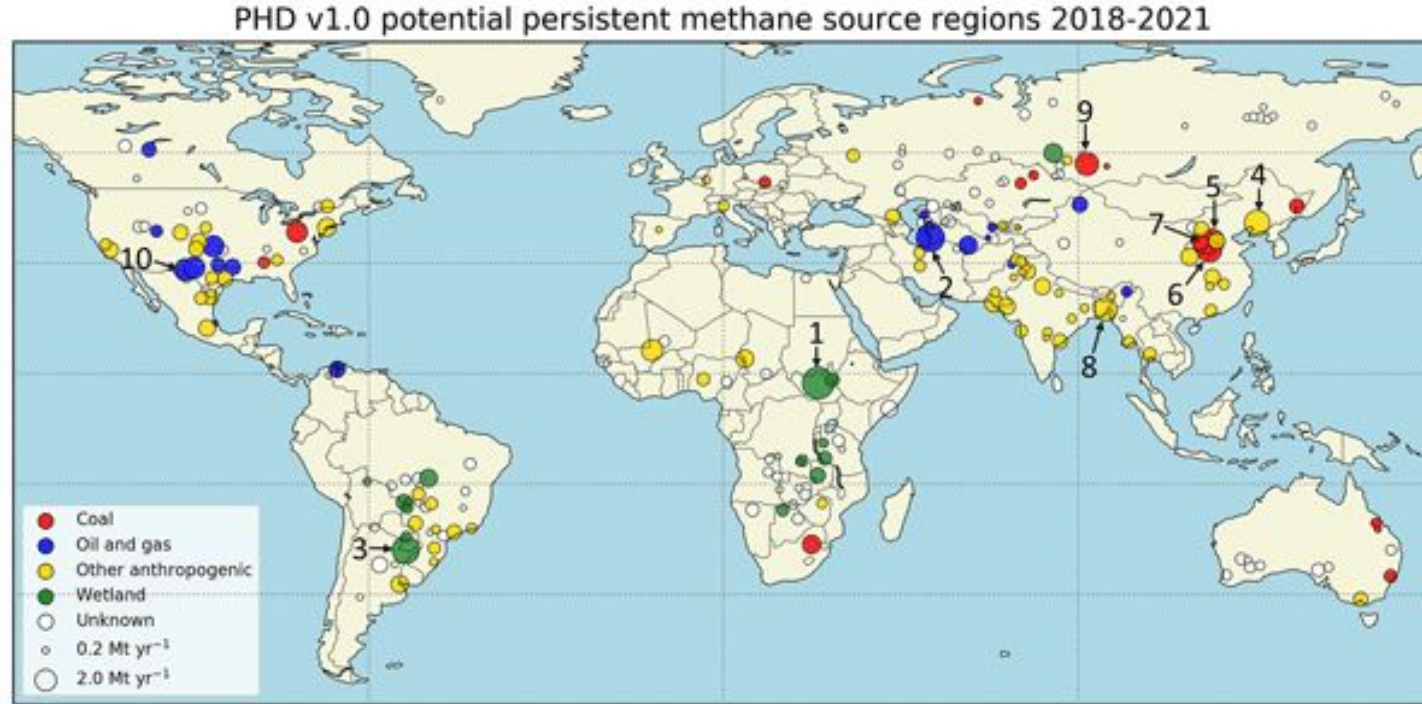 PHD v1.0 potential persistent methane source regions 2018-2021
9
5
4
7
10
2
6
1
8
3
Coal
Oil and gas
Other anthropogenic
Wetland
Unknown
0.2 Mt yr⁻¹
2.0 Mt yr⁻¹